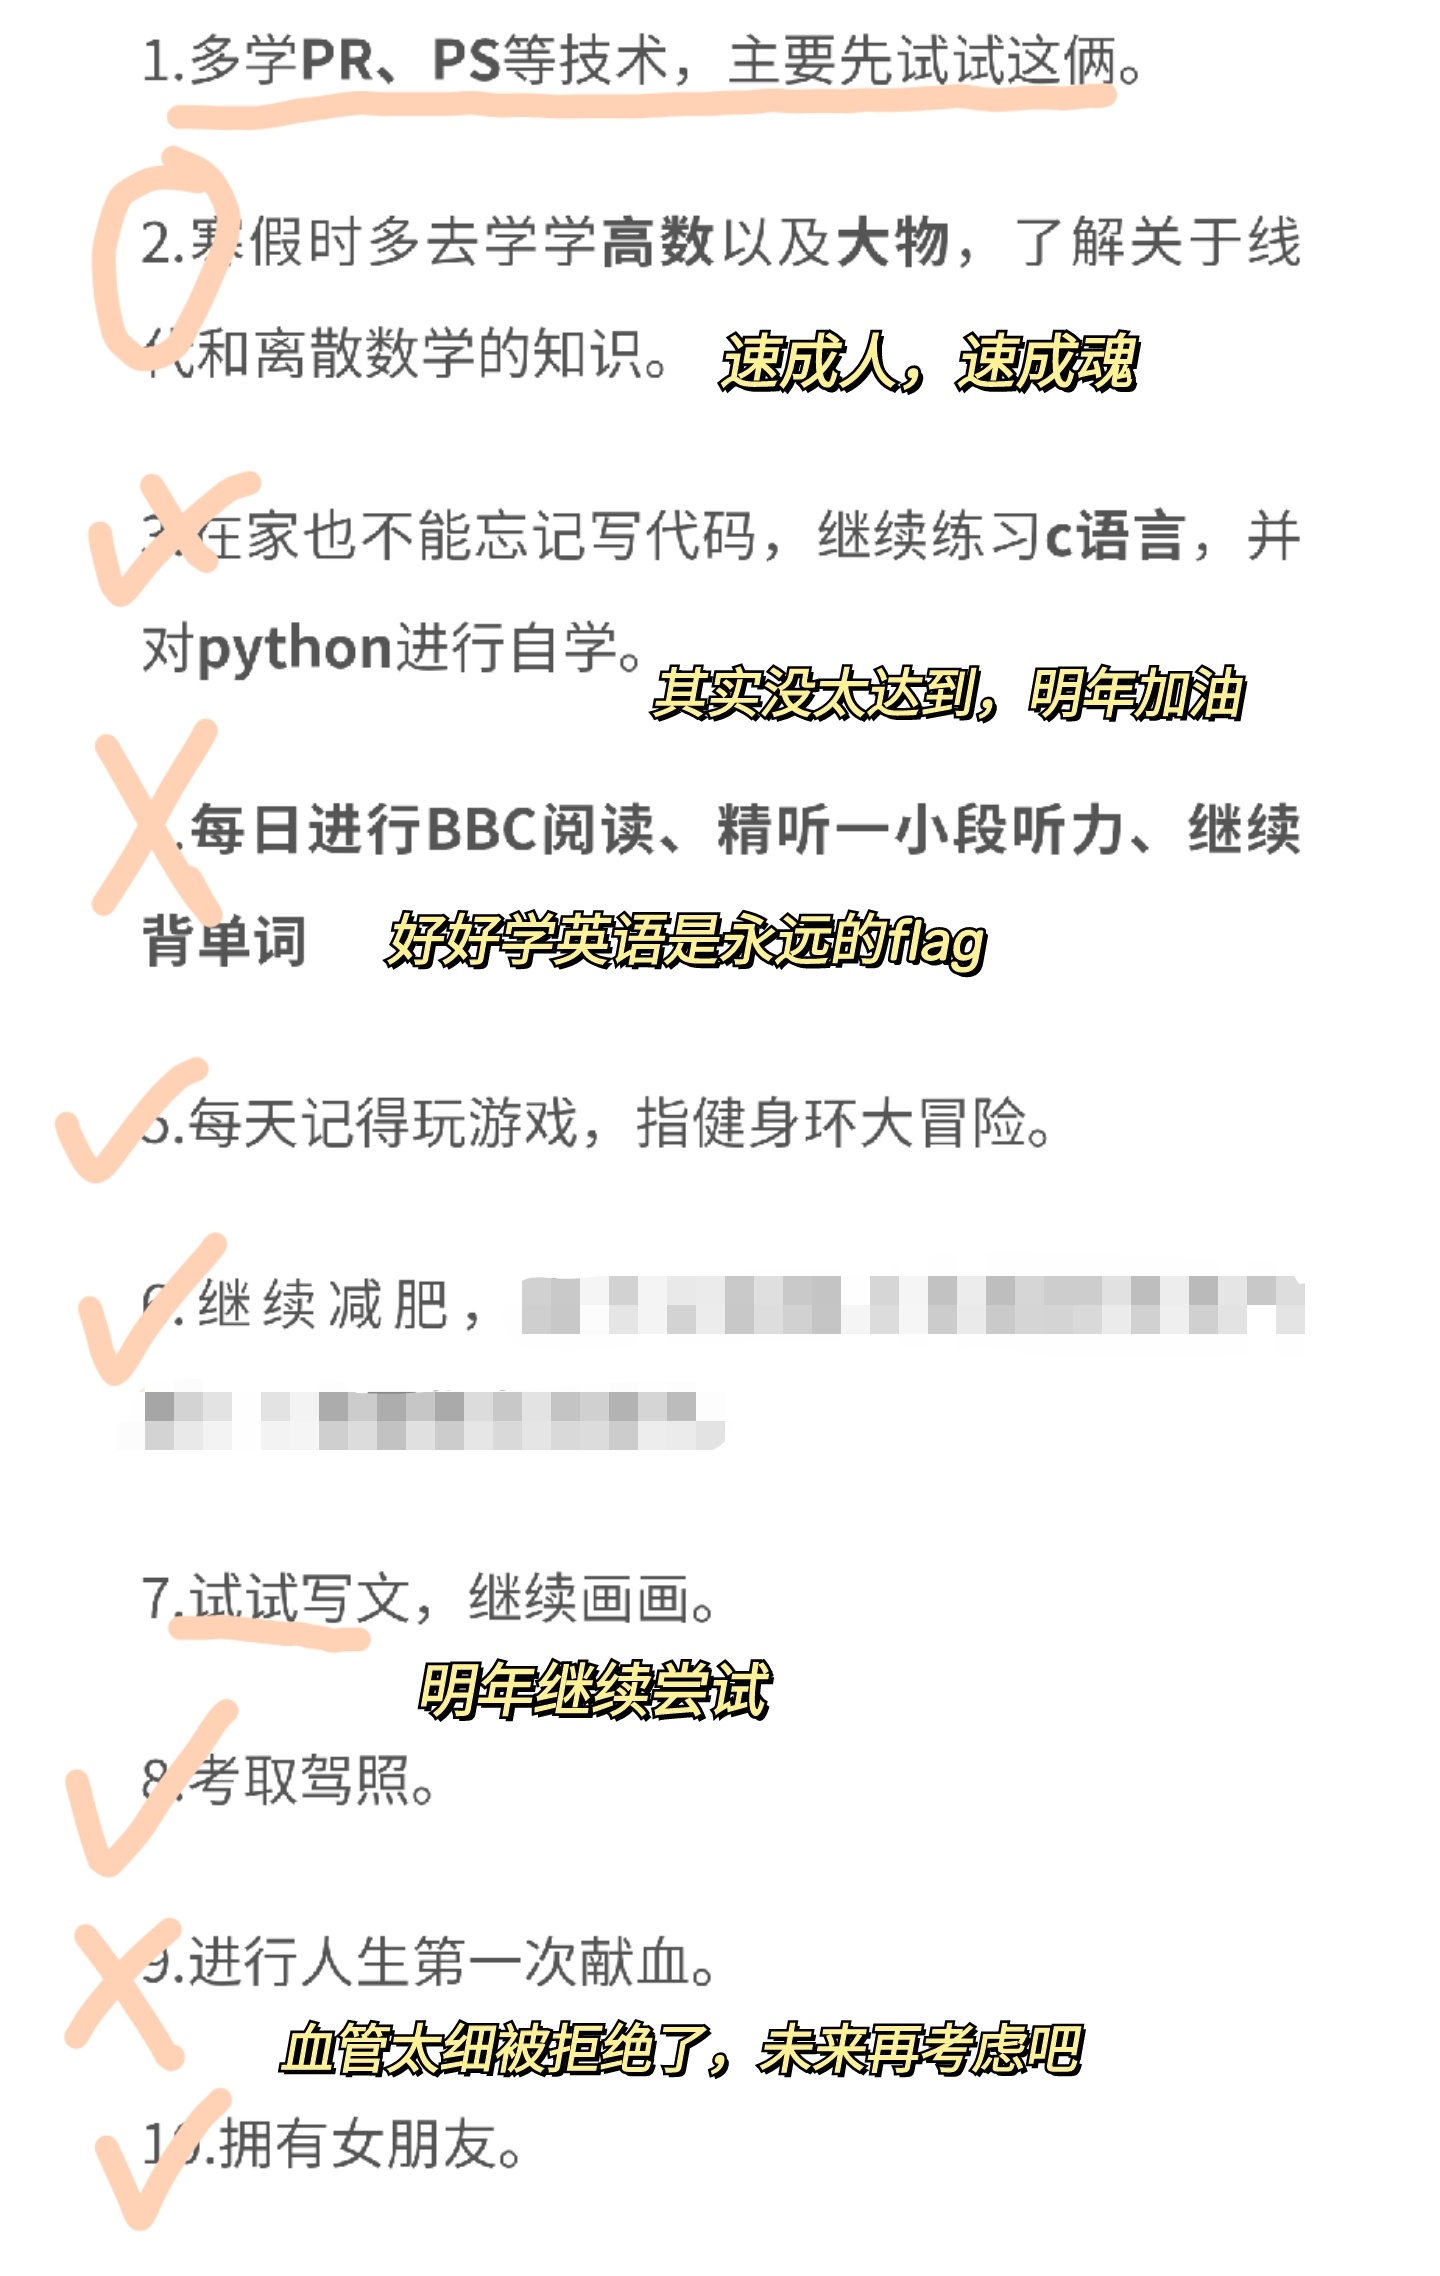 1.多学PR、PS等技术，主要先试试这俩。
2.寒假时多去学学高数以及大物，了解关于线
代和离散数学的知识。 速成人，速成魂
3.在家也不能忘记写代码，继续练习c语言，并
对python进行自学。
其实没太达到，明年加油
.每日进行BBC阅读、精听一小段听力、继续
背单词 好好学英语是永远的flag
5.每天记得玩游戏，指健身环大冒险。
6.继续减肥，
7.试试写文，继续画画。
明年继续尝试
8.考取驾照。
9.进行人生第一次献血。
血管太细被拒绝了，未来再考虑吧
10.拥有女朋友。